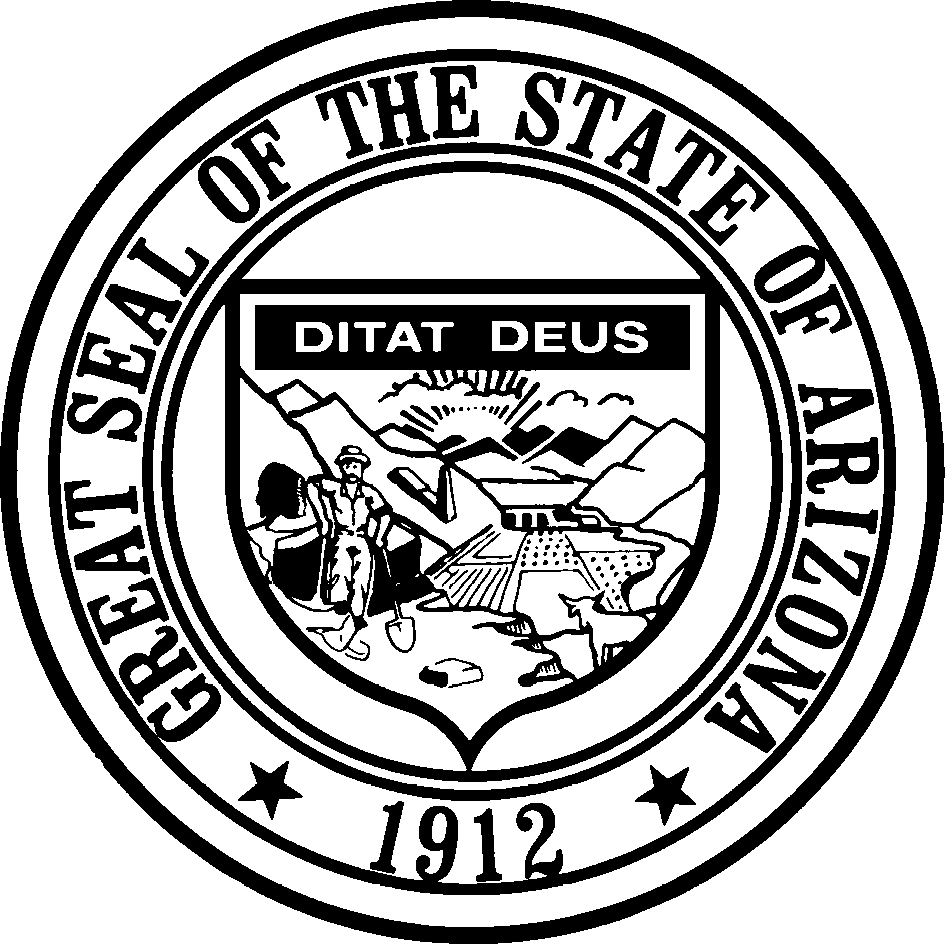 GREAT SEAL OF THE STATE OF ARIZONA
DITAT DEUS
1912